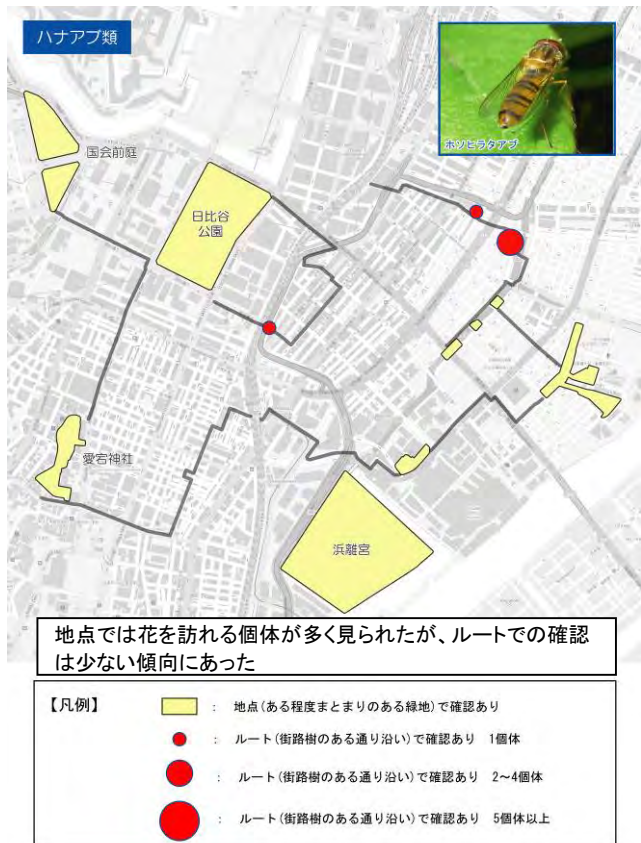 ハナアブ類
ホソヒラタアブ
国会前庭
日比谷
公園
愛宕神社
浜離宮
地点では花を訪れる個体が多く見られたが、ルートでの確認
は少ない傾向にあった
【凡例】
： 地点(ある程度まとまりのある緑地)で確認あり
： ルート(街路樹のある通り沿い)で確認あり 1個体
： ルート(街路樹のある通り沿い)で確認あり 2～4個体
： ルート(街路樹のある通り沿い)で確認あり 5個体以上